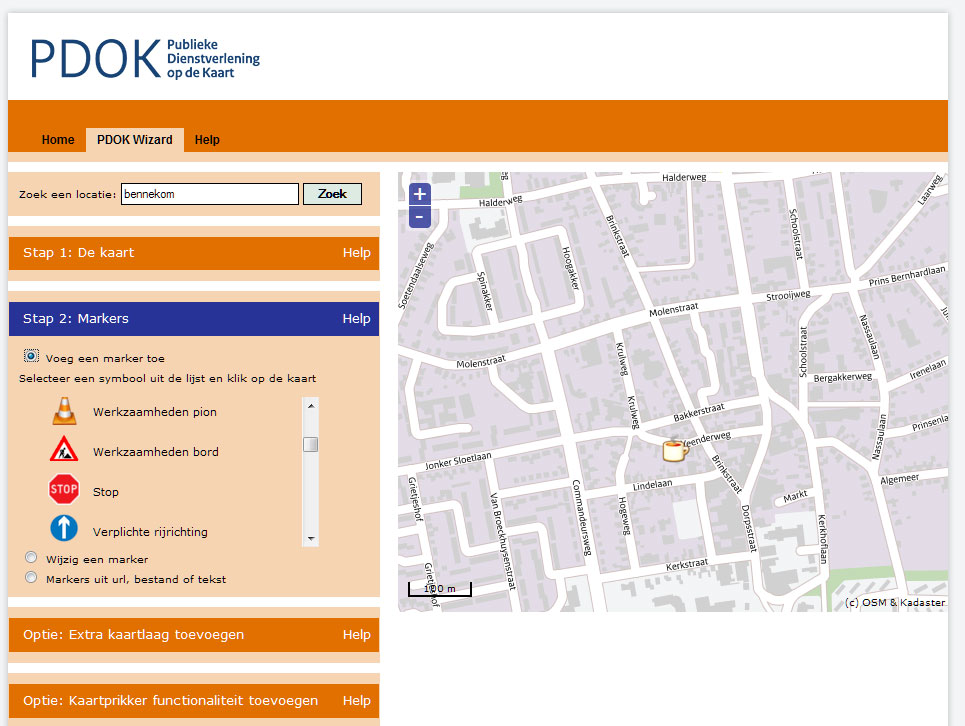 PDOK Publieke
Dienstverlening
op de Kaart
Home PDOK Wizard Help
Zoek een locatie: bennekom Zoek
Stap 1: De kaart Help
Stap 2: Markers Help
Voeg een marker toe
Selecteer een symbool uit de lijst en klik op de kaart
Werkzaamheden pion
Werkzaamheden bord
STOP Stop
Verplichte rijrichting
Wijzig een marker
Markers uit url, bestand of tekst
Optie: Extra kaartlaag toevoegen Help
Optie: Kaartprikker functionaliteit toevoegen Help
+
-
Halderweg
Halderweg
Laarweg
Brinkstraat
Schoolstraat
Soetendaalseweg
Hoogakker
Spinakker
Prins Bernhardlaan
Strooijweg
Molenstraat
Molenstraat
Nassaulaan
Schoolstraat
Krulweg
Irenelaan
Bergakkerweg
Krulweg
Bakkerstraat
Prinsenla
Nassaulaan
Jonker Sloetlaan
Brinkstraat
Lindelaan
Algemeer
Grietjeshof
Van Broeckhuysenstraat
Commandeursweg
Hogeweg
Markt
Dorpsstraat
Kerkhoflaan
Kerkstraat
Grietjeshof
100 m
(c) OSM & Kadaster